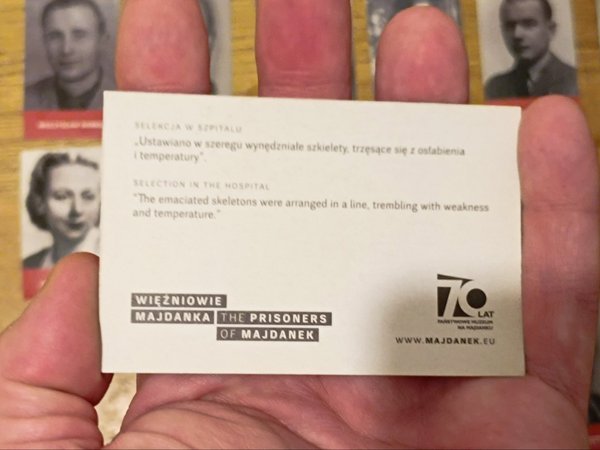 SELEKCJA W SZPITALU
„Ustawiano w szeregu wynędzniałe szkielety, trzęsące się z osłabienia
i temperatury".
SELECTION IN THE HOSPITAL
"The emaciated skeletons were arranged in a line, trembling with weakness
and temperature."
WIĘŹNIOWIE
MAJDANKA THE PRISONERS
OF MAJDANEK
70 LAT
PAŃSTWOWE MUZEUM
NA MAJDANKU
WWW.MAJDANEK.EU